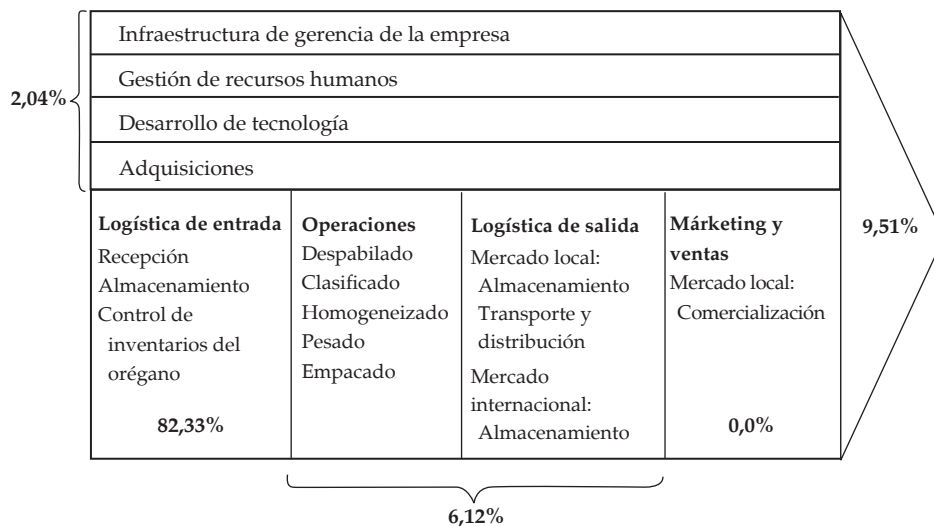 Infraestructura de gerencia de la empresa
Gestión de recursos humanos
2,04%
Desarrollo de tecnología
Adquisiciones
Logística de entrada
Recepción
Almacenamiento
Control de
inventarios del
orégano
82,33%
Operaciones
Despabilado
Clasificado
Homogeneizado
Pesado
Empacado
Logística de salida
Mercado local:
Almacenamiento
Transporte y
distribución
Mercado
internacional:
Almacenamiento
Márketing y
ventas
Mercado local:
Comercialización
0,0%
9,51%
6,12%